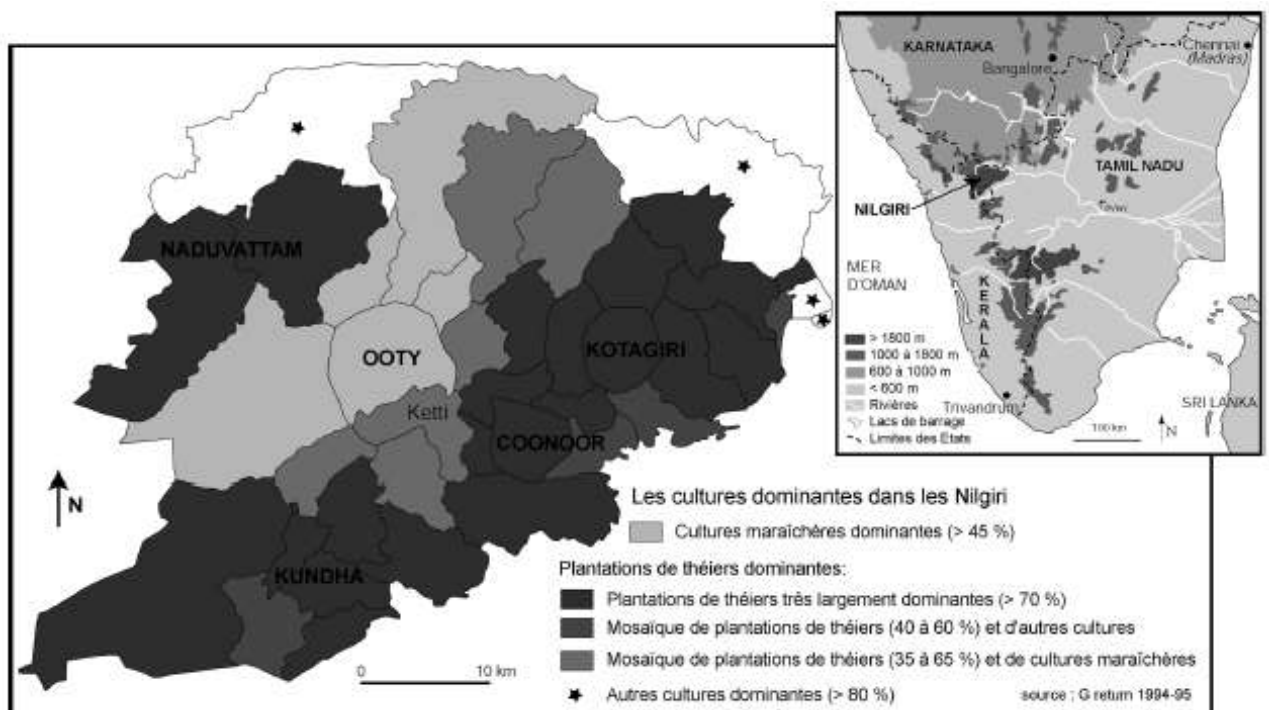 NADUVATTAM
OOTY
Ketti
KOTAGIRI
COONOOR
KUNDHA
N
0 10 km
KARNATAKA
Bangalore
Chennai
(Madras)
TAMIL NADU
NILGIRI
MER
D'OMAN
KERALA
Trivandrum
SRI LANKA
> 1800 m
1000 à 1800 m
600 à 1000 m
< 600 m
Rivières
Lacs de barrage
Limites des Etats
100 km
N
Les cultures dominantes dans les Nilgiri
Cultures maraîchères dominantes (> 45 %)
Plantations de théiers dominantes:
Plantations de théiers très largement dominantes (> 70 %)
Mosaïque de plantations de théiers (40 à 60 %) et d'autres cultures
Mosaïque de plantations de théiers (35 à 65 %) et de cultures maraîchères
Autres cultures dominantes (> 80 %)
source : G return 1994-95